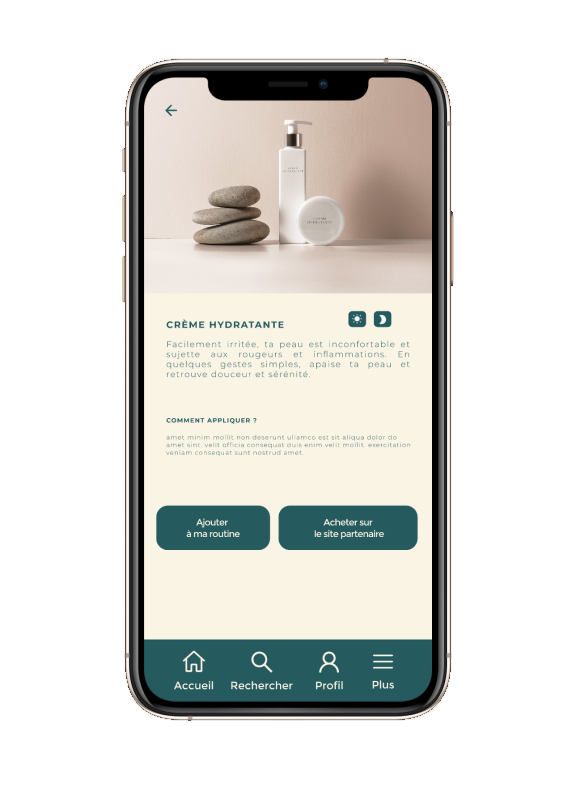 CRÈME HYDRATANTE
Facilement irritée, ta peau est inconfortable et
sujette aux rougeurs et inflammations. En
quelques gestes simples, apaise ta peau et
retrouve douceur et sérénité.
COMMENT APPLIQUER ?
amet minim mollit non deserunt ullamco est sit aliqua dolor do
amet sint. velit officia consequat duis enim velit mollit. exercitation
veniam consequat sunt nostrud amet.
Ajouter
à ma routine
Acheter sur
le site partenaire
Accueil
Rechercher
Profil
Plus